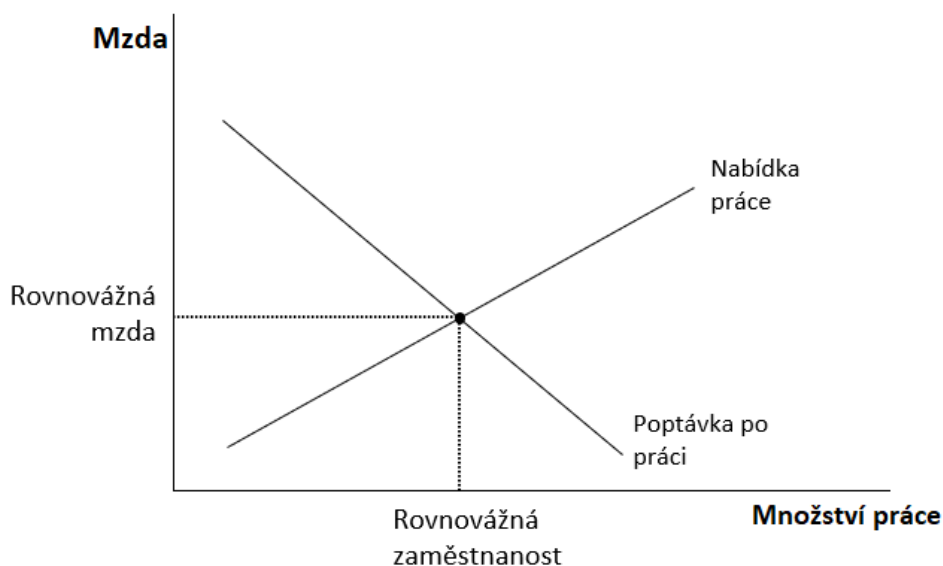 Mzda
Nabídka
práce
Rovnovážná
mzda
Poptávka po
práci
Rovnovážná
zaměstnanost
Množství práce